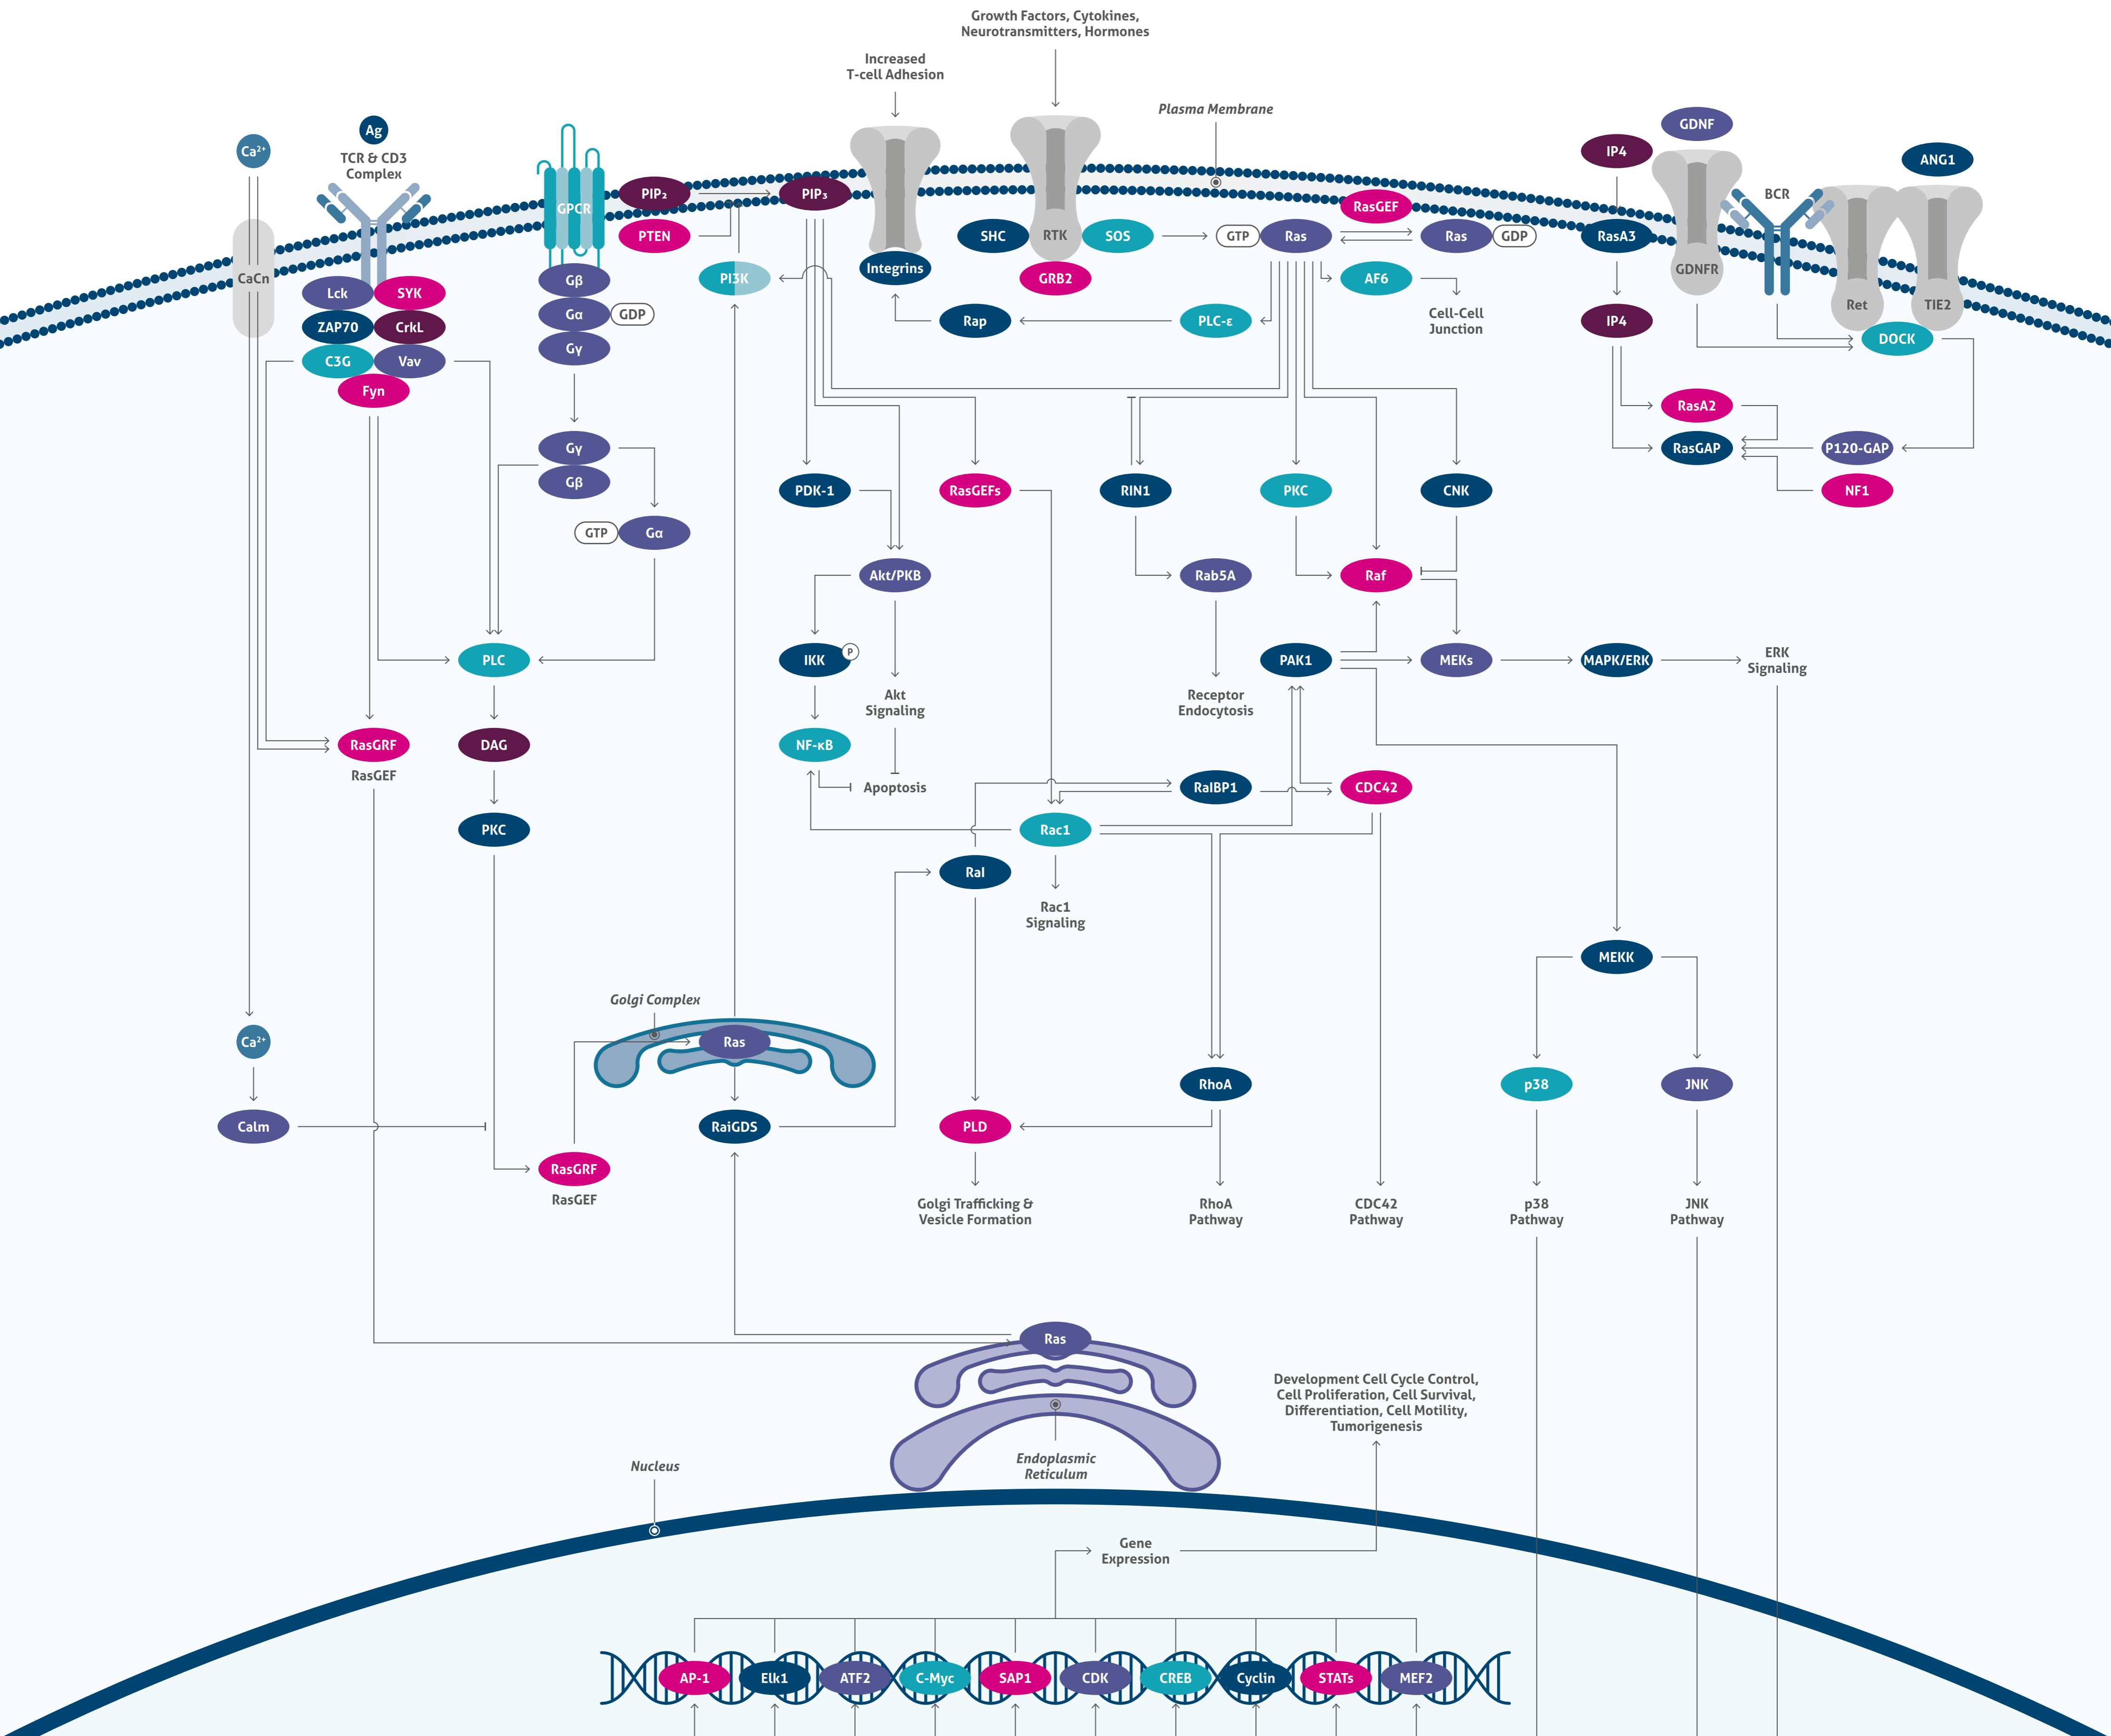 Growth Factors, Cytokines,
Neurotransmitters, Hormones
Increased
T-cell Adhesion
Plasma Membrane
Ca²⁺
Ag
TCR & CD3
Complex
GDNF
IP4
ANG1
GPCR
PIP₂
PIP₃
PTEN
PI3K
Integrins
SHC
RTK
SOS
GRB2
GTP
Ras
RasGEF
Ras
GDP
RasA3
GDNFR
BCR
Ret
TIE2
DOCK
CaCn
Lck
SYK
ZAP70
CrkL
C3G
Vav
Fyn
Gβ
Gα
GDP
Gγ
Rap
PLC-ε
AF6
Cell-Cell
Junction
IP4
RasA2
RasGAP
P120-GAP
NF1
Gγ
Gβ
GTP
Gα
PDK-1
RasGEFs
RIN1
PKC
CNK
Akt/PKB
Rab5A
Raf
PLC
IKK
P
Akt
Signaling
Receptor
Endocytosis
PAK1
MEKs
MAPK/ERK
ERK
Signaling
RasGRF
RasGEF
DAG
NF-κB
Apoptosis
RalBP1
CDC42
PKC
Rac1
Ral
Rac1
Signaling
MEKK
Golgi Complex
Ca²⁺
Ras
Calm
RaiGDS
PLD
RhoA
p38
JNK
RasGRF
RasGEF
Golgi Trafficking &
Vesicle Formation
RhoA
Pathway
CDC42
Pathway
p38
Pathway
JNK
Pathway
Ras
Endoplasmic
Reticulum
Development Cell Cycle Control,
Cell Proliferation, Cell Survival,
Differentiation, Cell Motility,
Tumorigenesis
Nucleus
Gene
Expression
AP-1
Elk1
ATF2
C-Myc
SAP1
CDK
CREB
Cyclin
STATs
MEF2